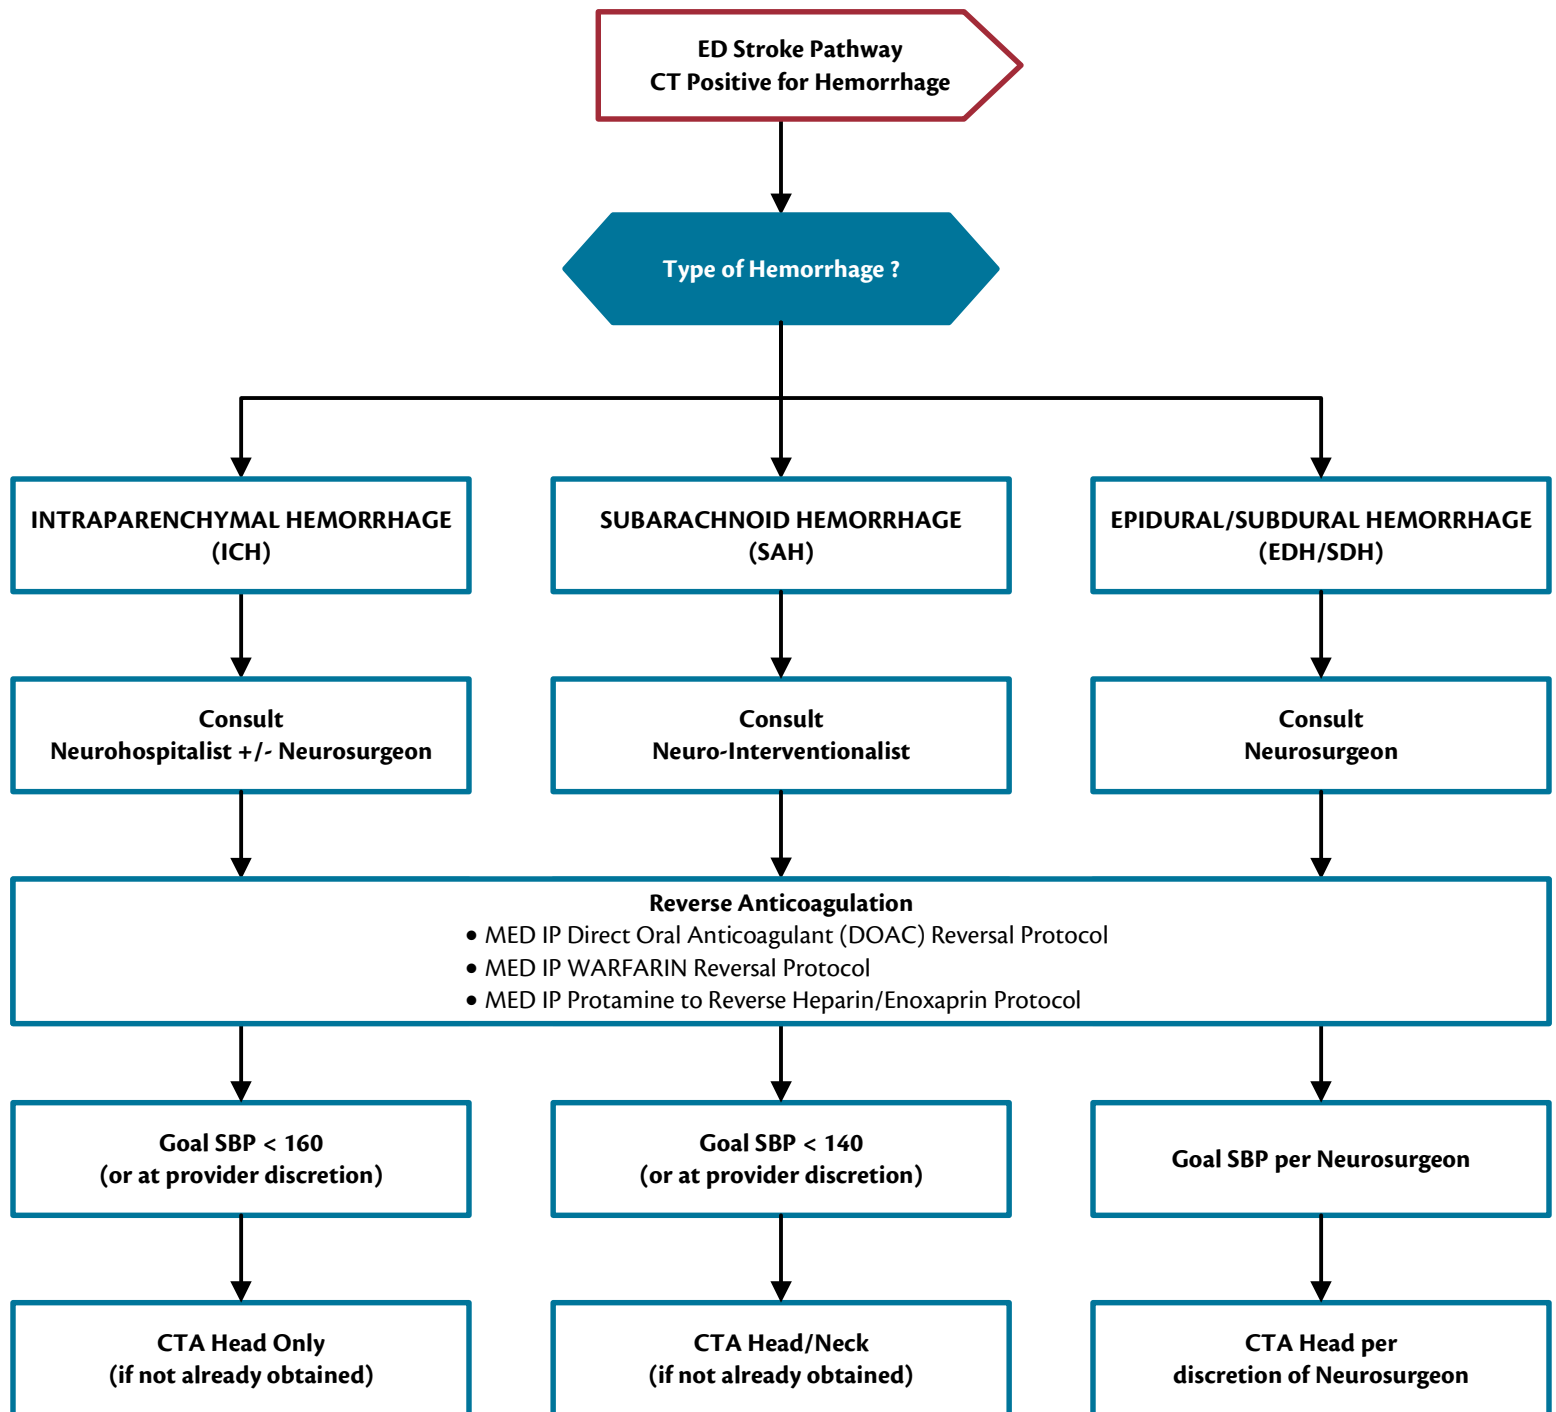 ED Stroke Pathway
CT Positive for Hemorrhage
Type of Hemorrhage ?
INTRAPARENCHYMAL HEMORRHAGE
(ICH)
SUBARACHNOID HEMORRHAGE
(SAH)
EPIDURAL/SUBDURAL HEMORRHAGE
(EDH/SDH)
Consult
Neurohospitalist +/- Neurosurgeon
Consult
Neuro-Interventionalist
Consult
Neurosurgeon
Reverse Anticoagulation
• MED IP Direct Oral Anticoagulant (DOAC) Reversal Protocol
• MED IP WARFARIN Reversal Protocol
• MED IP Protamine to Reverse Heparin/Enoxaprin Protocol
Goal SBP < 160
(or at provider discretion)
Goal SBP < 140
(or at provider discretion)
Goal SBP per Neurosurgeon
CTA Head Only
(if not already obtained)
CTA Head/Neck
(if not already obtained)
CTA Head per
discretion of Neurosurgeon